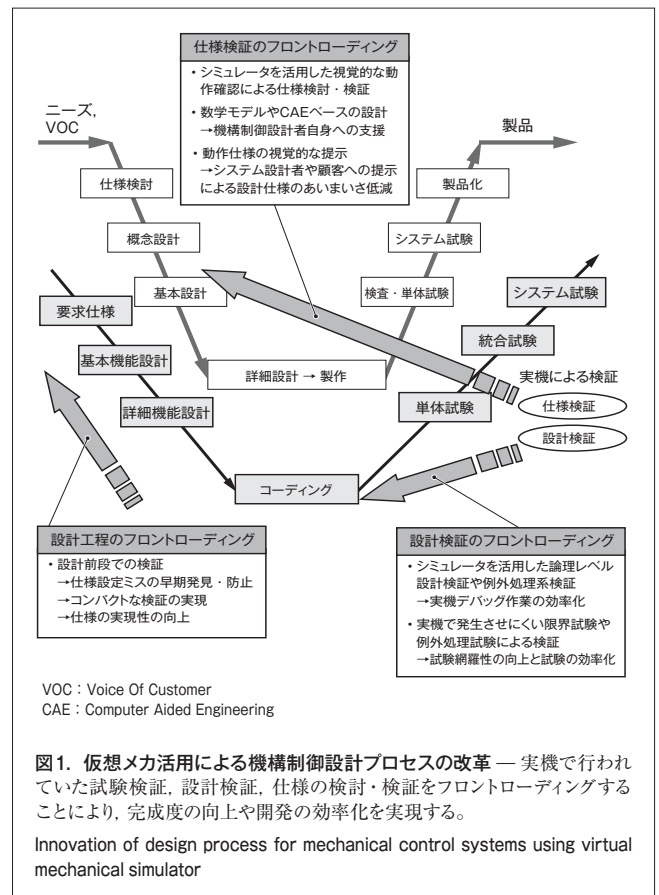 仕様検証のフロントローディング
・シミュレータを活用した視覚的な動
作確認による仕様検討・検証
・数学モデルやCAEベースの設計
→機構制御設計者自身への支援
・動作仕様の視覚的な提示
→システム設計者や顧客への提示
による設計仕様のあいまいさ低減
ニーズ,
VOC
製品
仕様検討
製品化
概念設計
システム試験
基本設計
検査・単体試験
要求仕様
システム試験
基本機能設計
統合試験
詳細設計 → 製作
実機による検証
詳細機能設計
単体試験
仕様検証
設計検証
コーディング
設計工程のフロントローディング
・設計前段での検証
→仕様設定ミスの早期発見・防止
→コンパクトな検証の実現
→仕様の実現性の向上
設計検証のフロントローディング
・シミュレータを活用した論理レベル
設計検証や例外処理系検証
→実機デバッグ作業の効率化
・実機で発生させにくい限界試験や
例外処理試験による検証
→試験網羅性の向上と試験の効率化
VOC：Voice Of Customer
CAE：Computer Aided Engineering
図1．仮想メカ活用による機構制御設計プロセスの改革 — 実機で行われ
ていた試験検証，設計検証，仕様の検討・検証をフロントローディングする
ことにより，完成度の向上や開発の効率化を実現する。
Innovation of design process for mechanical control systems using virtual
mechanical simulator